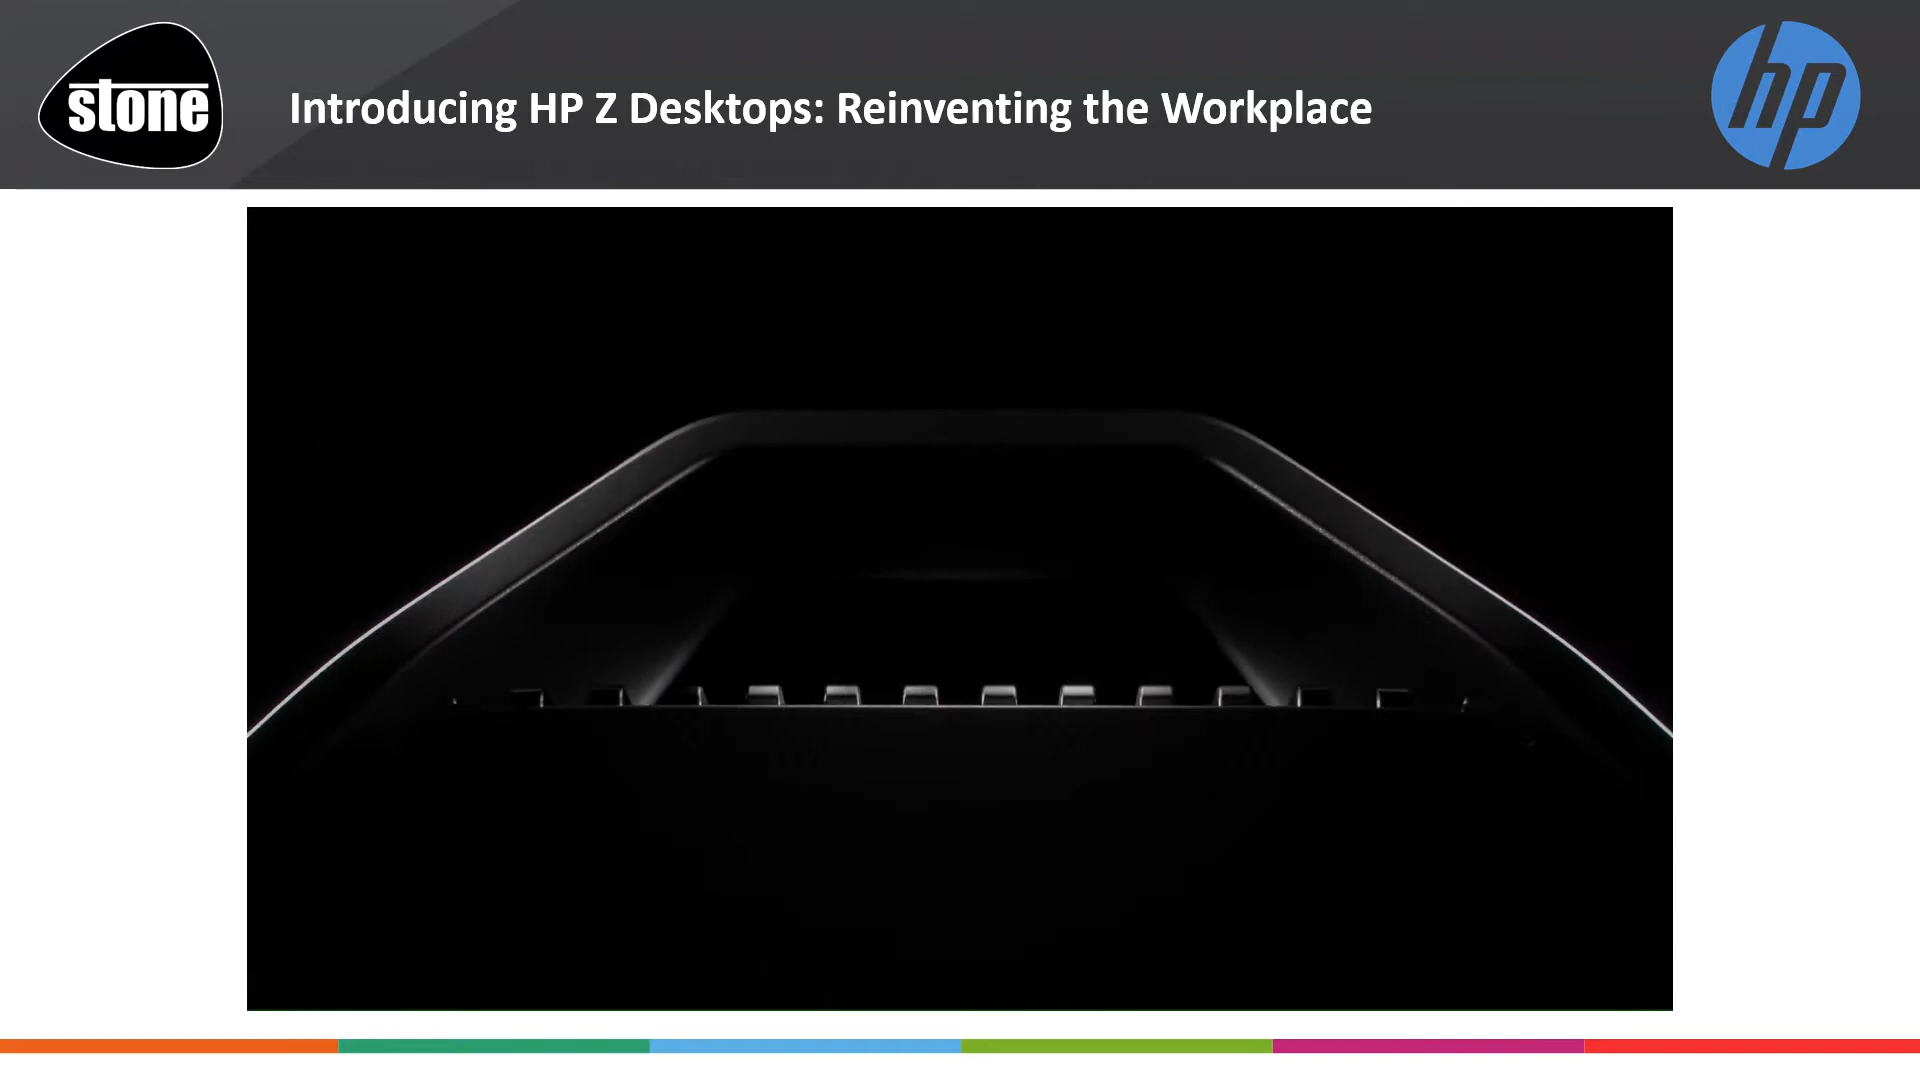 stone
Introducing HP Z Desktops: Reinventing the Workplace
hp